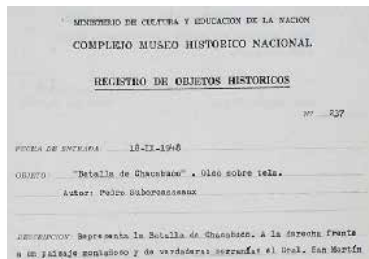 MINISTERIO DE CULTURA Y EDUCACION DE LA NACION
COMPLEJO MUSEO HISTORICO NACIONAL
REGISTRO DE OBJETOS HISTORICOS
Nº 237
FECHA DE ENTRADA 18-IX-1948
OBJETO: "Batalla de Chacabuco" . Oleo sobre tela.
Autor: Pedro Subercasseaux
DESCRIPCION: Representa la Batalla de Chacabuco. A la derecha frente
a un paisaje montañoso y de verdaderas serranías el Gral. San Martín